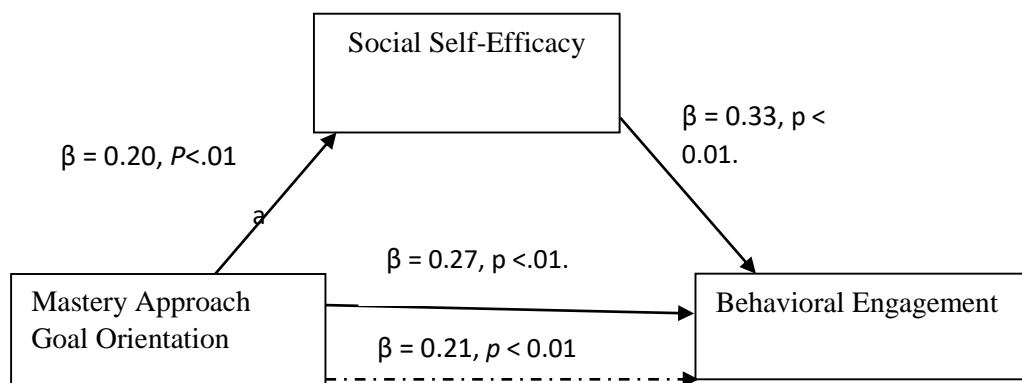 Social Self-Efficacy
β = 0.33, p <
0.01.
β = 0.20, P<.01
a
β = 0.27, p <.01.
Mastery Approach
Goal Orientation
Behavioral Engagement
β = 0.21, p < 0.01